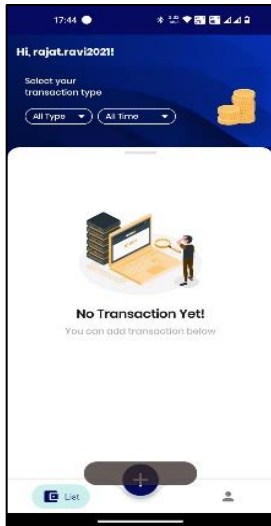 17:44
Hi, rajat.ravi2021!
Select your
transaction type
All Type
All Time
No Transaction Yet!
You can add transaction below
+
List